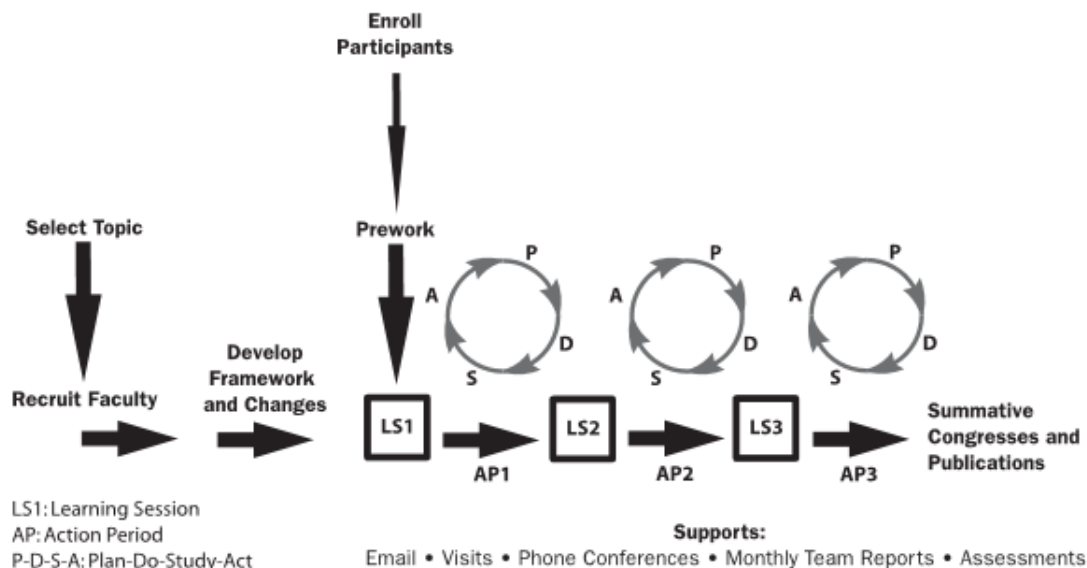 Enroll
Participants
Select Topic
Prework
P
A
D
S
P
A
D
S
P
A
D
S
Recruit Faculty
Develop
Framework
and Changes
LS1
AP1
LS2
AP2
LS3
AP3
Summative
Congresses and
Publications
LS1: Learning Session
AP: Action Period
P-D-S-A: Plan-Do-Study-Act
Supports:
Email • Visits • Phone Conferences • Monthly Team Reports • Assessments